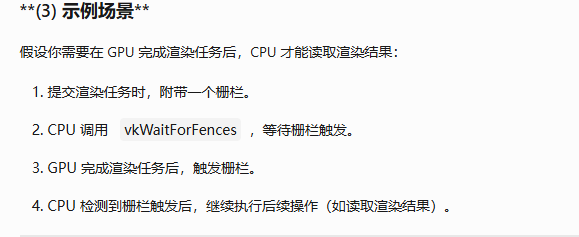 **(3) 示例场景**
假设你需要在 GPU 完成渲染任务后，CPU 才能读取渲染结果：
1. 提交渲染任务时，附带一个栅栏。
2. CPU 调用 vkWaitForFences ，等待栅栏触发。
3. GPU 完成渲染任务后，触发栅栏。
4. CPU 检测到栅栏触发后，继续执行后续操作（如读取渲染结果）。